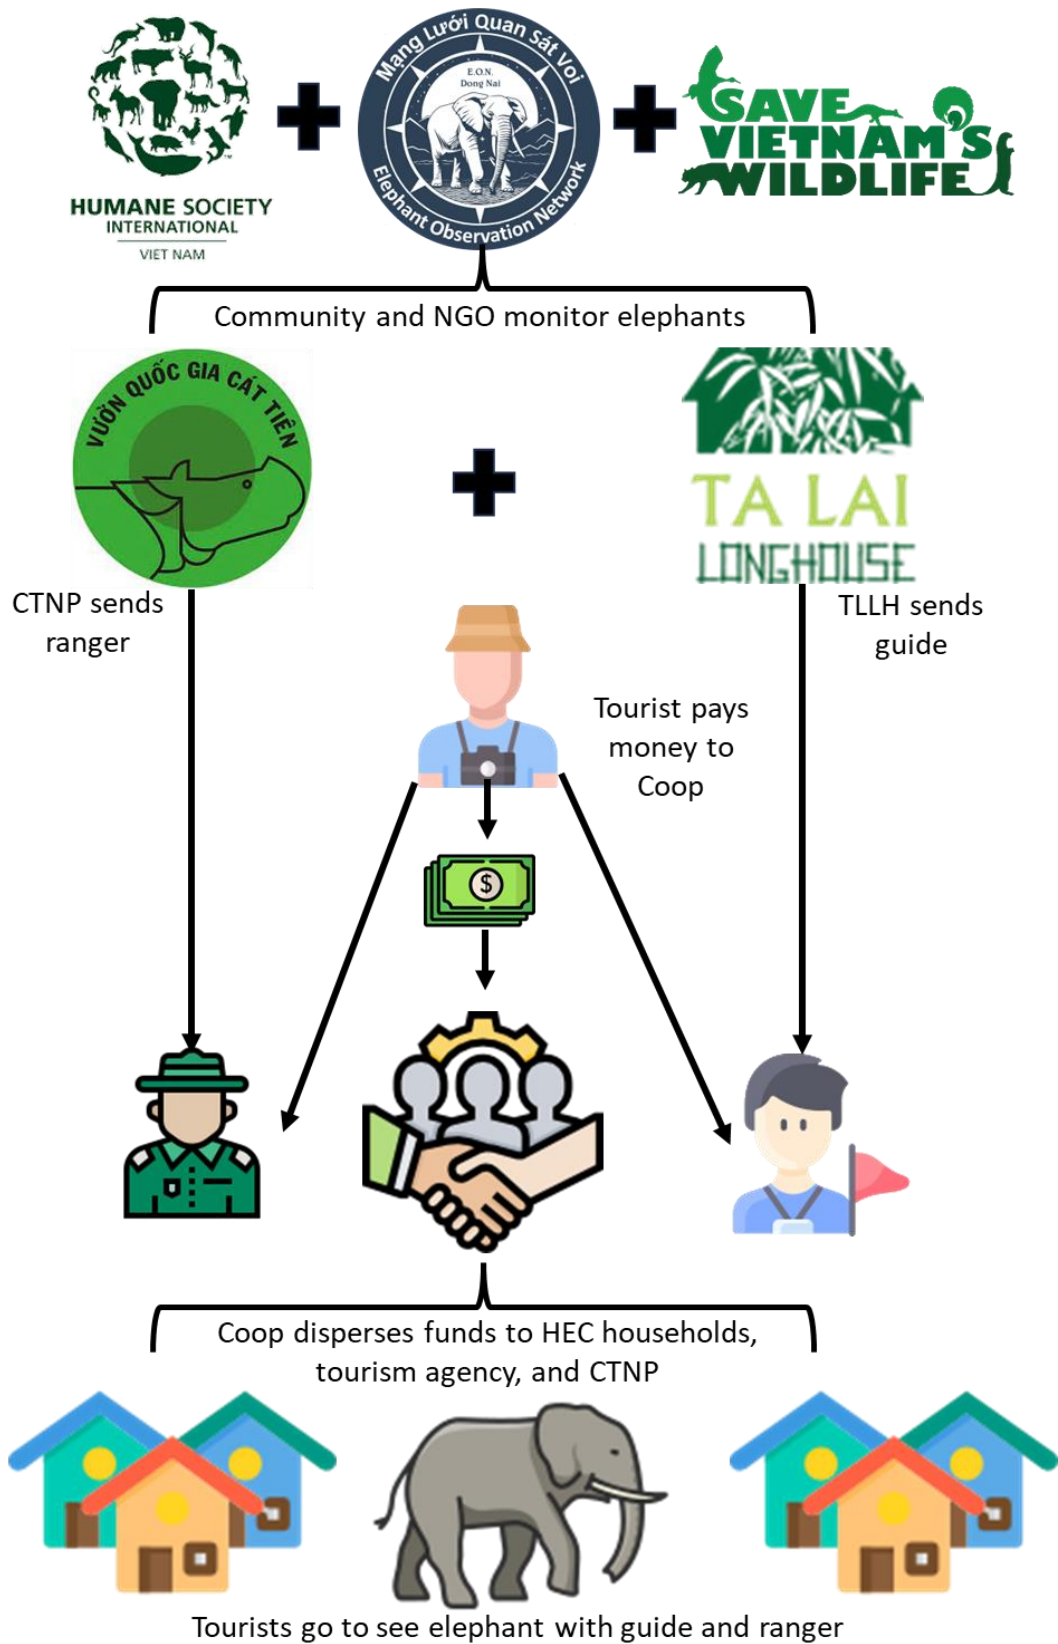 HUMANE SOCIETY
INTERNATIONAL
VIET NAM
Mạng Lưới Quan Sát Voi
E.O.N.
Dong Nai
Elephant Observation Network
SAVE
VIETNAM'S
WILDLIFE
Community and NGO monitor elephants
VƯỜN QUỐC GIA CÁT TIÊN
TA LAI
LONGHOUSE
CTNP sends
ranger
TLLH sends
guide
Tourist pays
money to
Coop
$
Coop disperses funds to HEC households,
tourism agency, and CTNP
Tourists go to see elephant with guide and ranger